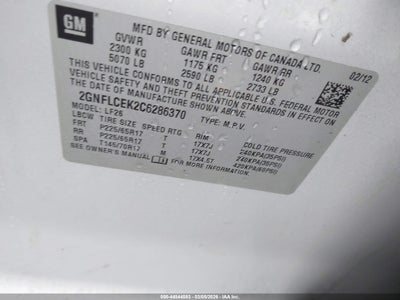 GM
MFD BY GENERAL MOTORS OF CANADA LTD.
GVWR GAWR FRT GAWR RR 02/12
2300 KG 1175 KG 1240 KG
5070 LB 2590 LB 2733 LB
THIS VEHICLE CONFORMS TO ALL APPLICABLE U.S. FEDERAL
MOTOR VEHICLE SAFETY, BUMPER, AND THEFT
PREVENTION STANDARDS IN EFFECT ON
THE DATE OF MANUFACTURE SHOWN ABOVE.
2GNFLCEK2C6286370 TYPE: M.P.V.
MODEL: LF26
LBCW TIRE SIZE SPEED RTG RIM COLD TIRE PRESSURE
FRT P225/65R17 T 17X7J 240KPA(35PSI)
RR P225/65R17 T 17X7J 240KPA(35PSI)
SPA T145/70R17 M 17X4.5T 420KPA(60PSI)
SEE OWNER'S MANUAL FOR MORE INFORMATION.